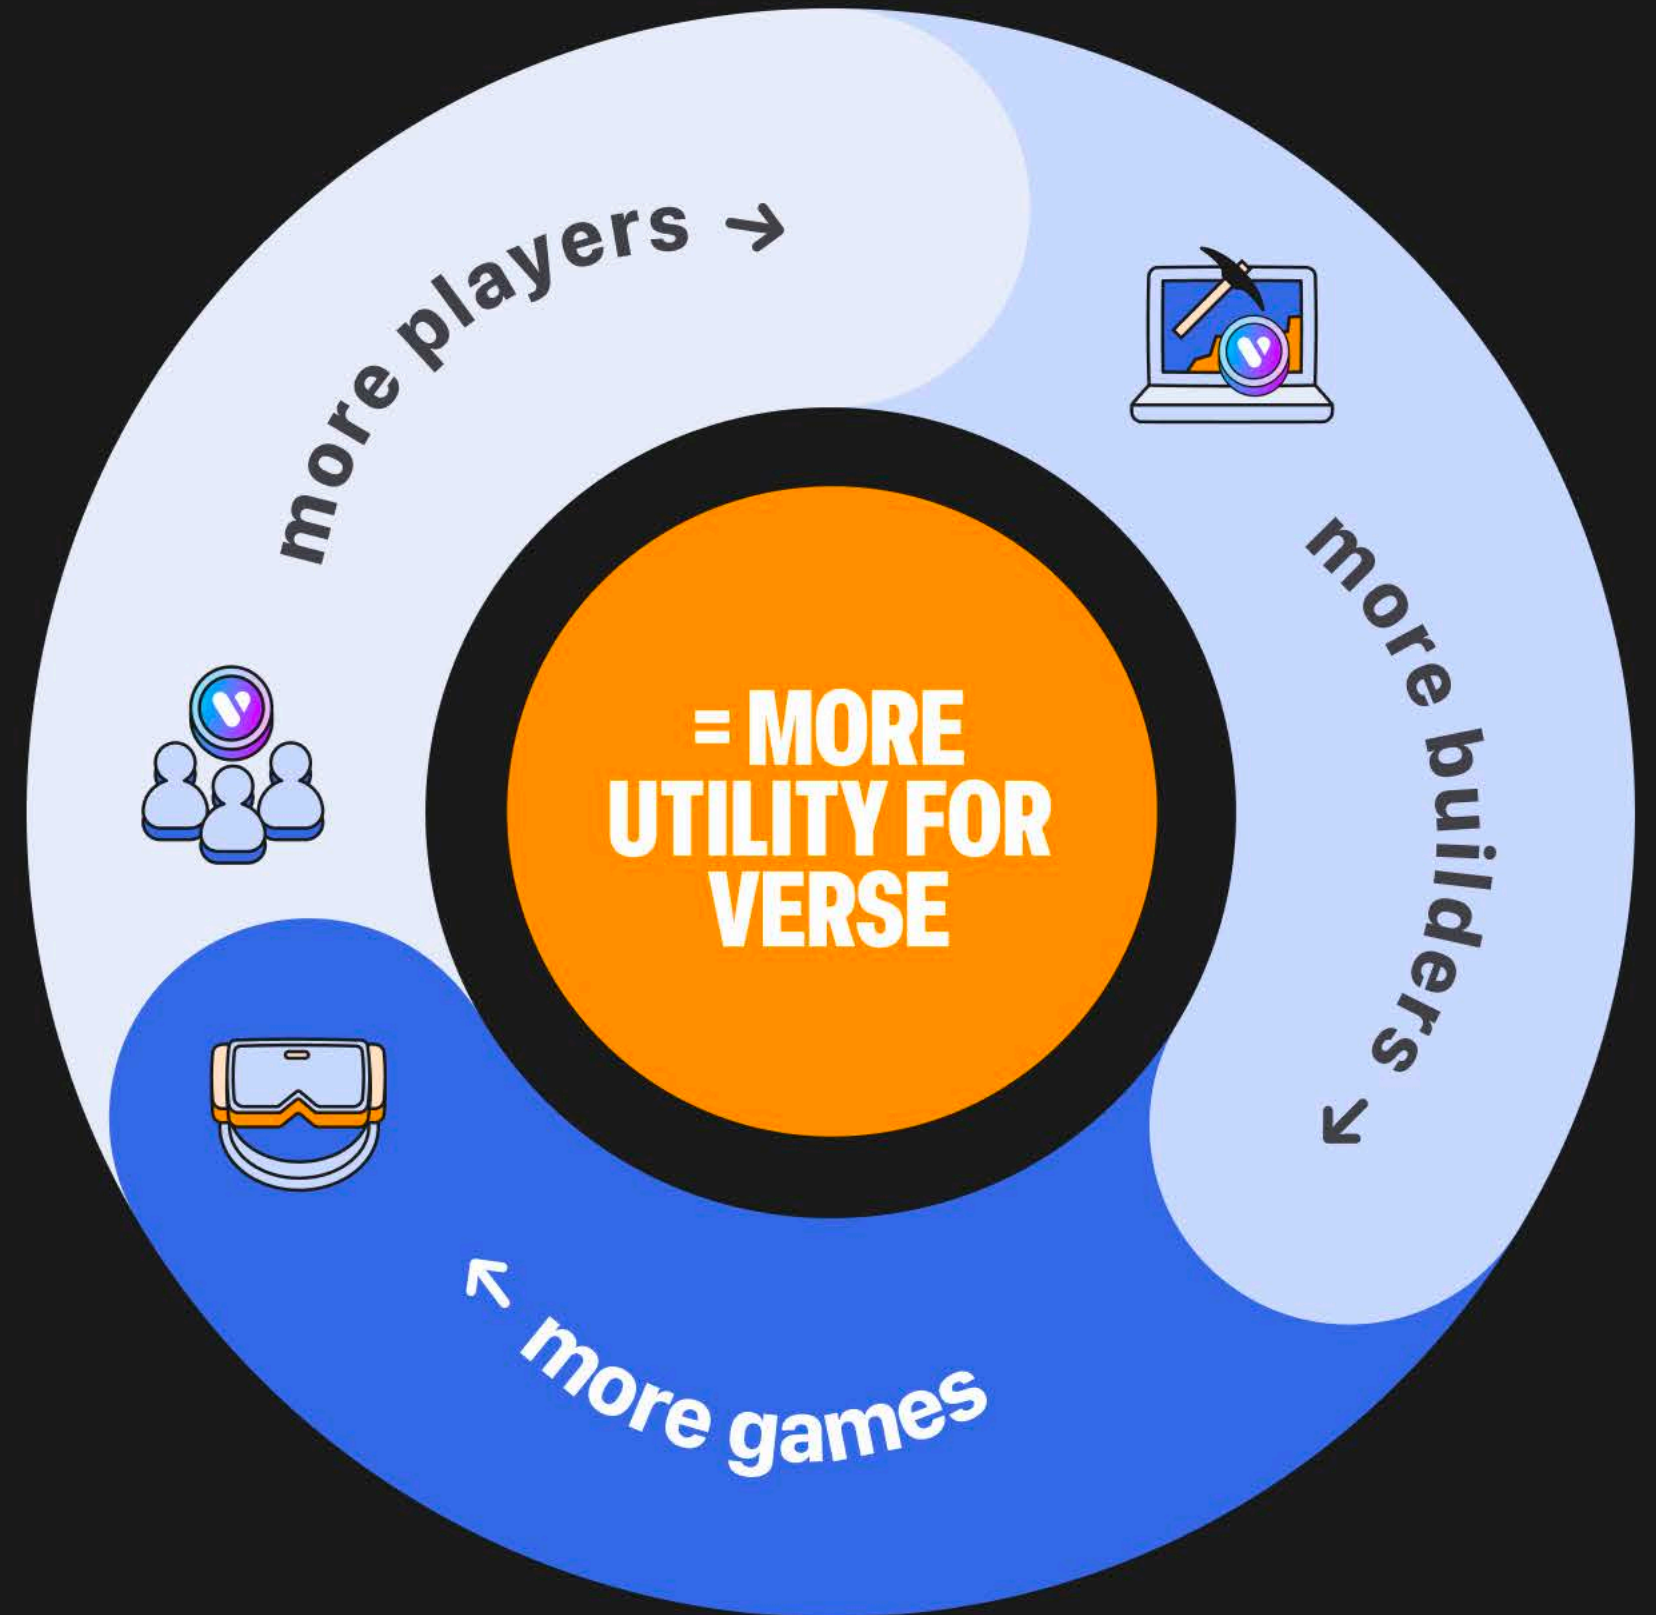 more players →
more builders →
more games →
= MORE
UTILITY FOR
VERSE